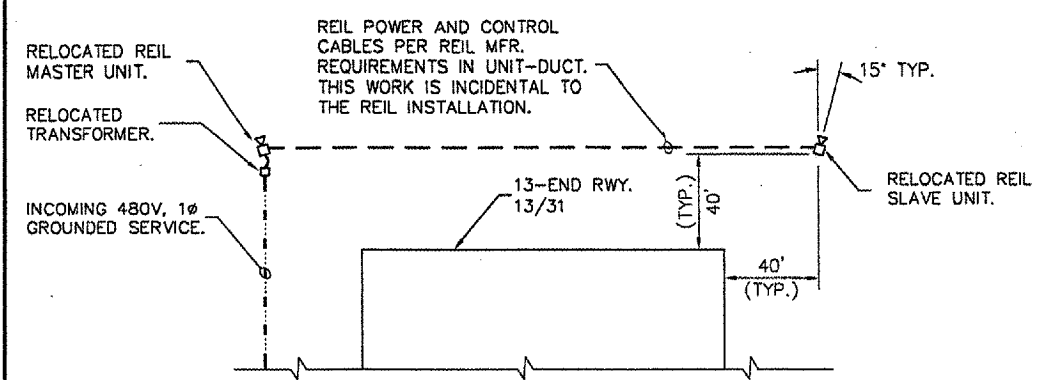 RELOCATED REIL
MASTER UNIT.
RELOCATED
TRANSFORMER.
INCOMING 480V, 1ø
GROUNDED SERVICE.
REIL POWER AND CONTROL
CABLES PER REIL MFR.
REQUIREMENTS IN UNIT-DUCT.
THIS WORK IS INCIDENTAL TO
THE REIL INSTALLATION.
15° TYP.
13-END RWY.
13/31
(TYP.)
40'
40'
(TYP.)
RELOCATED REIL
SLAVE UNIT.